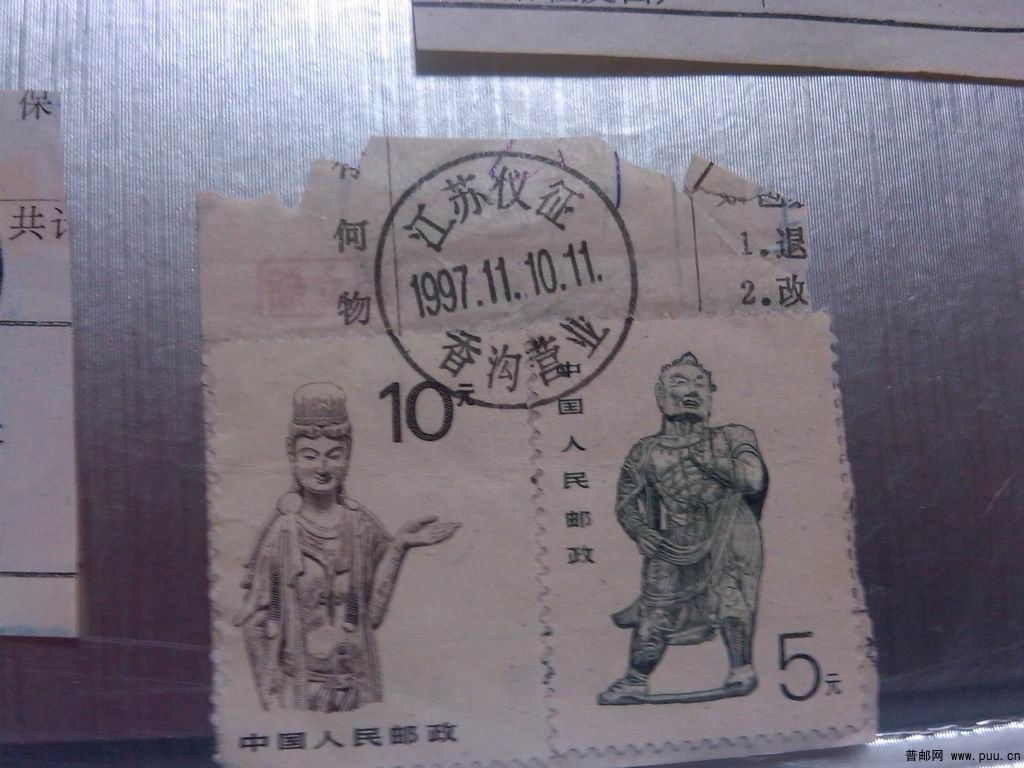 保
共计
何
物
1.退
2.改
江苏仪征
1997.11.10.11.
香沟营业
10元
中国人民邮政
中国人民邮政
5元
普邮网 www.puu.cn